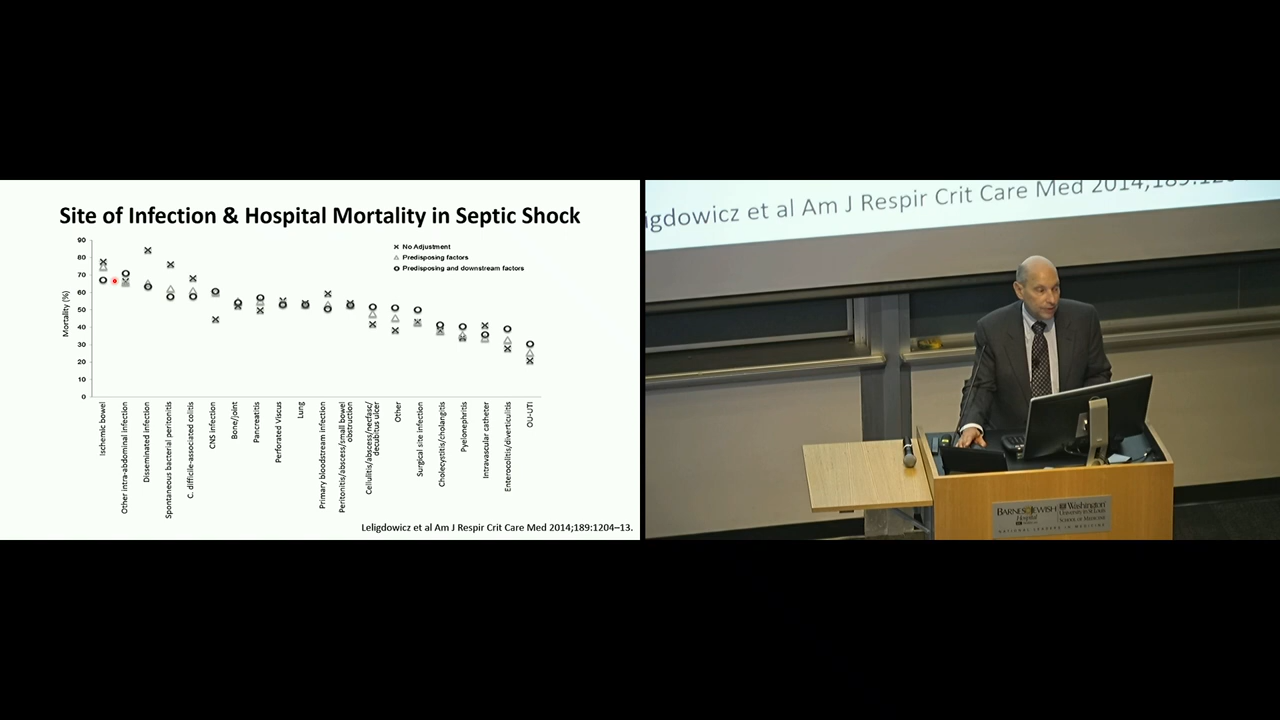 Site of Infection & Hospital Mortality in Septic Shock
90
80
70
60
50
40
30
20
10
0
Mortality (%)
No Adjustment
Predisposing factors
Predisposing and downstream factors
Ischemic bowel
Other intra-abdominal infection
Disseminated infection
Spontaneous bacterial peritonitis
C. difficile-associated colitis
CNS infection
Bone/joint
Pancreatitis
Perforated Viscus
Lung
Primary bloodstream infection
Peritonitis/abscess/small bowel
obstruction
Cellulitis/abscess/necfasc/
decubitus ulcer
Other
Surgical site infection
Cholecystitis/cholangitis
Pyelonephritis
Intravascular catheter
Enterocolitis/diverticulitis
OU-UTI
Leligdowicz et al Am J Respir Crit Care Med 2014;189:1204–13.
igdowicz et al Am J Respir Crit Care Med 2014;189:12
BARNES JEWISH
Hospital
Washington
University in St. Louis
SCHOOL OF MEDICINE
NATIONAL LEADERS IN MEDICINE